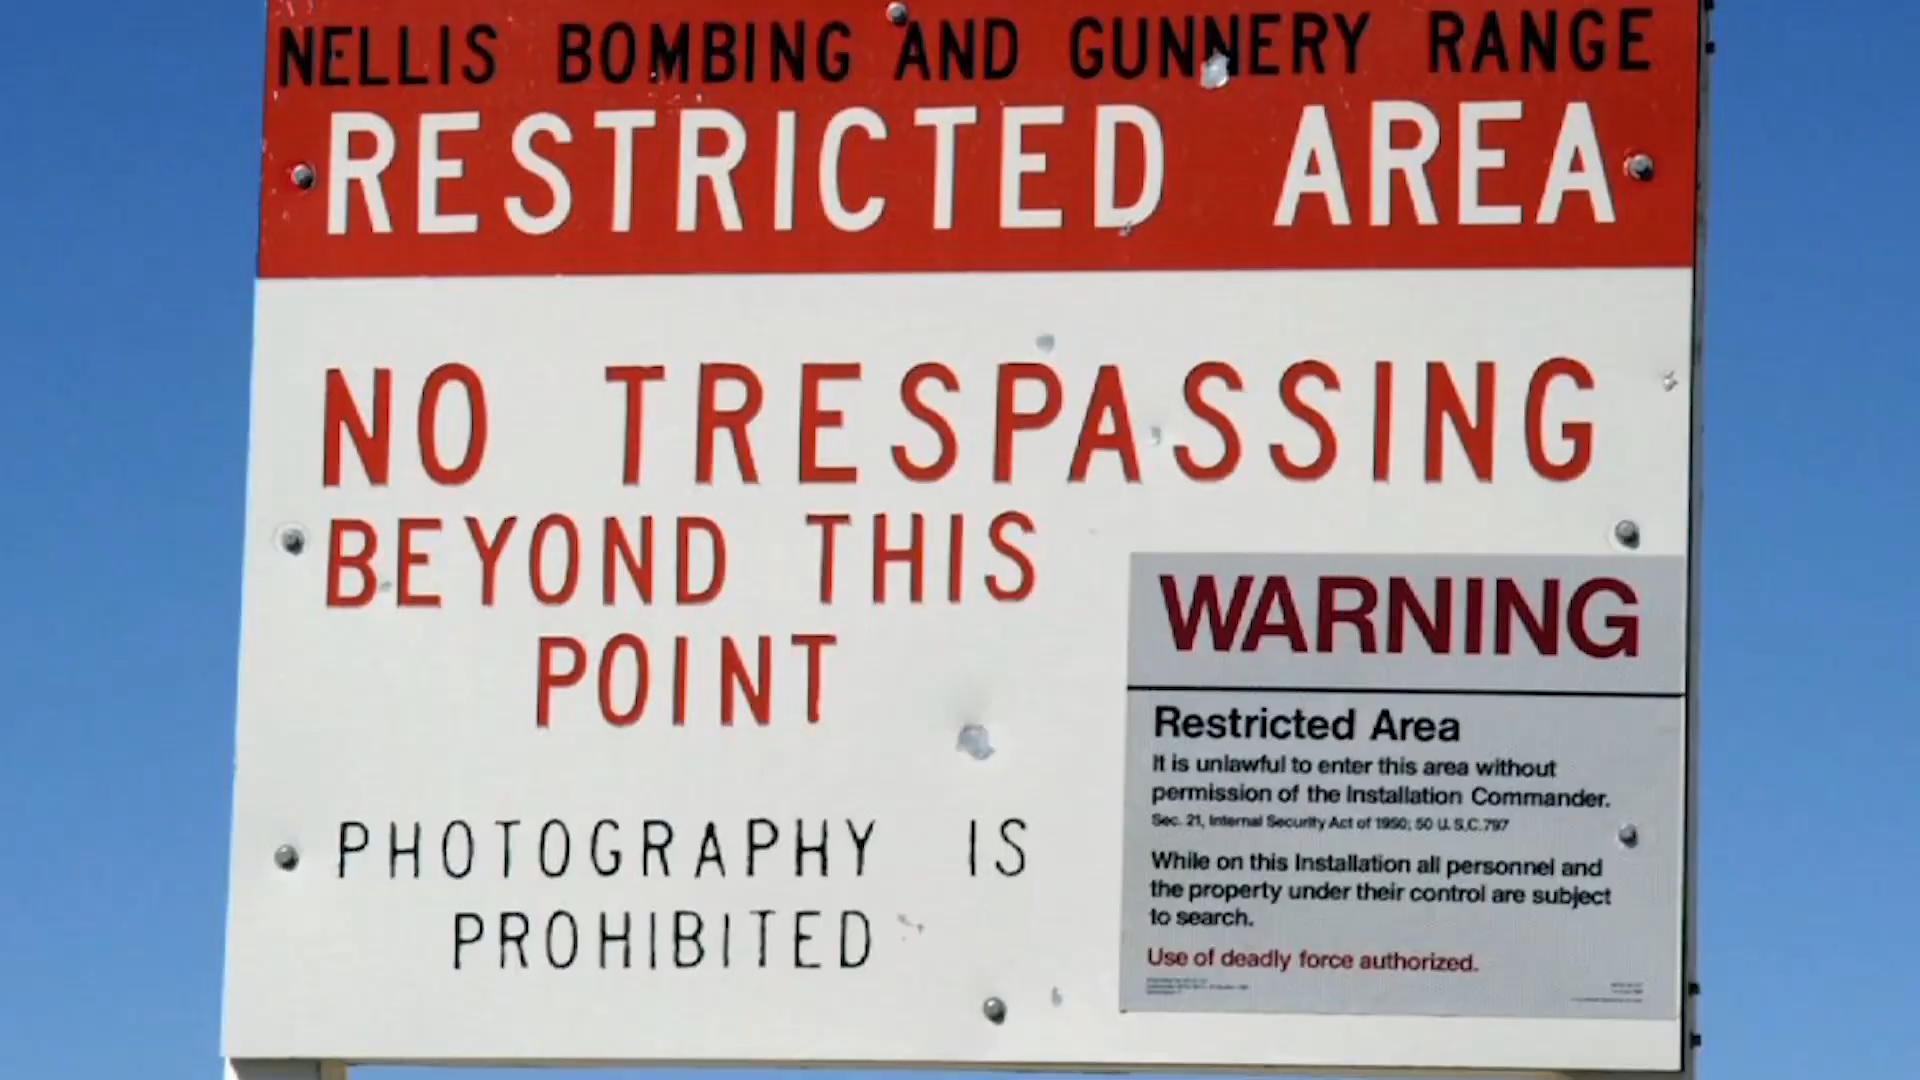 NELLIS BOMBING AND GUNNERY RANGE
RESTRICTED AREA
NO TRESPASSING
BEYOND THIS
POINT
PHOTOGRAPHY IS
PROHIBITED
WARNING
Restricted Area
It is unlawful to enter this area without
permission of the Installation Commander.
Sec. 21, Internal Security Act of 1950; 50 U.S.C.797
While on this Installation all personnel and
the property under their control are subject
to search.
Use of deadly force authorized.